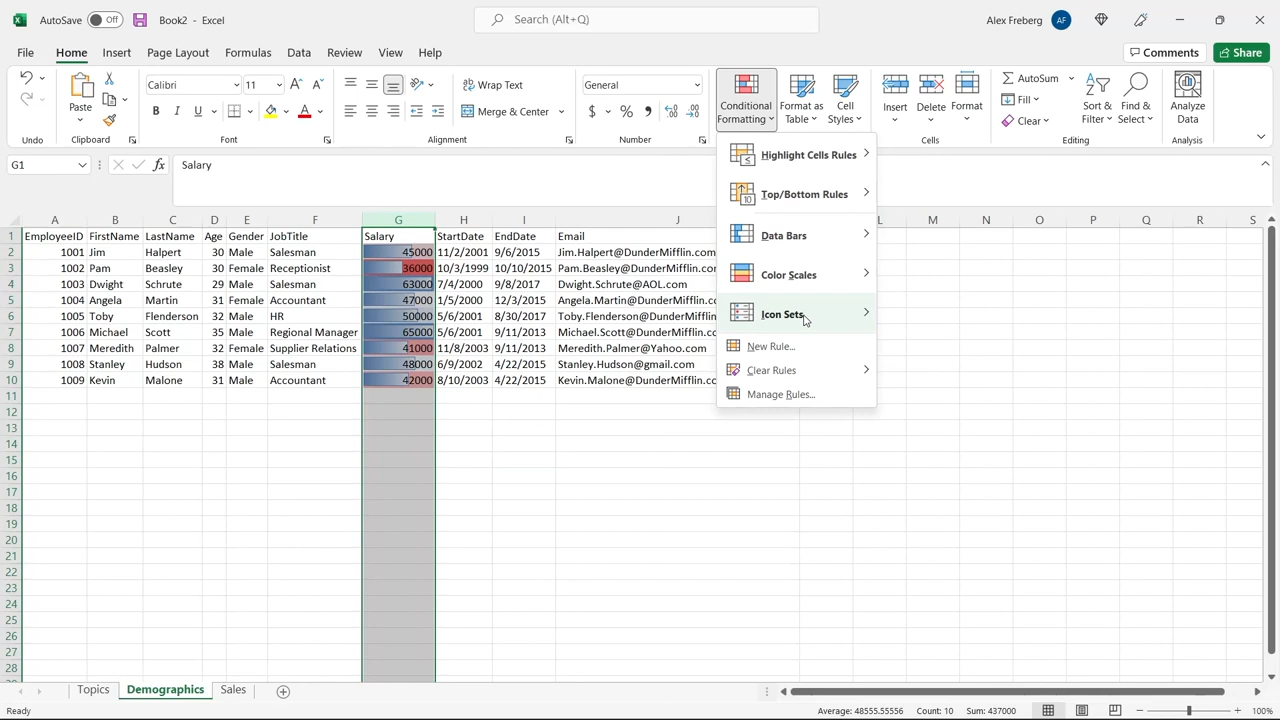 AutoSave Off Book2 - Excel Search (Alt+Q) Alex Freberg AF
File Home Insert Page Layout Formulas Data Review View Help Comments Share
Undo
Paste
Clipboard
Calibri 11
B I U
Font
Wrap Text
Merge & Center
Alignment
General
$ % ,
Number
Conditional Formatting
Format as Table
Cell Styles
Insert Delete Format
Cells
AutoSum
Fill
Clear
Sort & Filter
Find & Select
Editing
Analyze Data
Analysis
G1 fx Salary
Highlight Cells Rules
Top/Bottom Rules
Data Bars
Color Scales
Icon Sets
New Rule...
Clear Rules
Manage Rules...
A B C D E F G H I J L M N O P Q R S
1 EmployeeID FirstName LastName Age Gender JobTitle Salary StartDate EndDate Email
2 1001 Jim Halpert 30 Male Salesman 45000 11/2/2001 9/6/2015 Jim.Halpert@DunderMifflin.com
3 1002 Pam Beasley 30 Female Receptionist 36000 10/3/1999 10/10/2015 Pam.Beasley@DunderMifflin.co
4 1003 Dwight Schrute 29 Male Salesman 63000 7/4/2000 9/8/2017 Dwight.Schrute@AOL.com
5 1004 Angela Martin 31 Female Accountant 47000 1/5/2000 12/3/2015 Angela.Martin@DunderMifflin.co
6 1005 Toby Flenderson 32 Male HR 50000 5/6/2001 8/30/2017 Toby.Flenderson@DunderMifflin.c
7 1006 Michael Scott 35 Male Regional Manager 65000 5/6/2001 9/11/2013 Michael.Scott@DunderMifflin.co
8 1007 Meredith Palmer 32 Female Supplier Relations 41000 11/8/2003 9/11/2013 Meredith.Palmer@Yahoo.com
9 1008 Stanley Hudson 38 Male Salesman 48000 6/9/2002 4/22/2015 Stanley.Hudson@gmail.com
10 1009 Kevin Malone 31 Male Accountant 42000 8/10/2003 4/22/2015 Kevin.Malone@DunderMifflin.co
11
12
13
14
15
16
17
18
19
20
21
22
23
24
25
26
27
28
Topics Demographics Sales
Ready Average: 48555.55556 Count: 10 Sum: 437000 100%